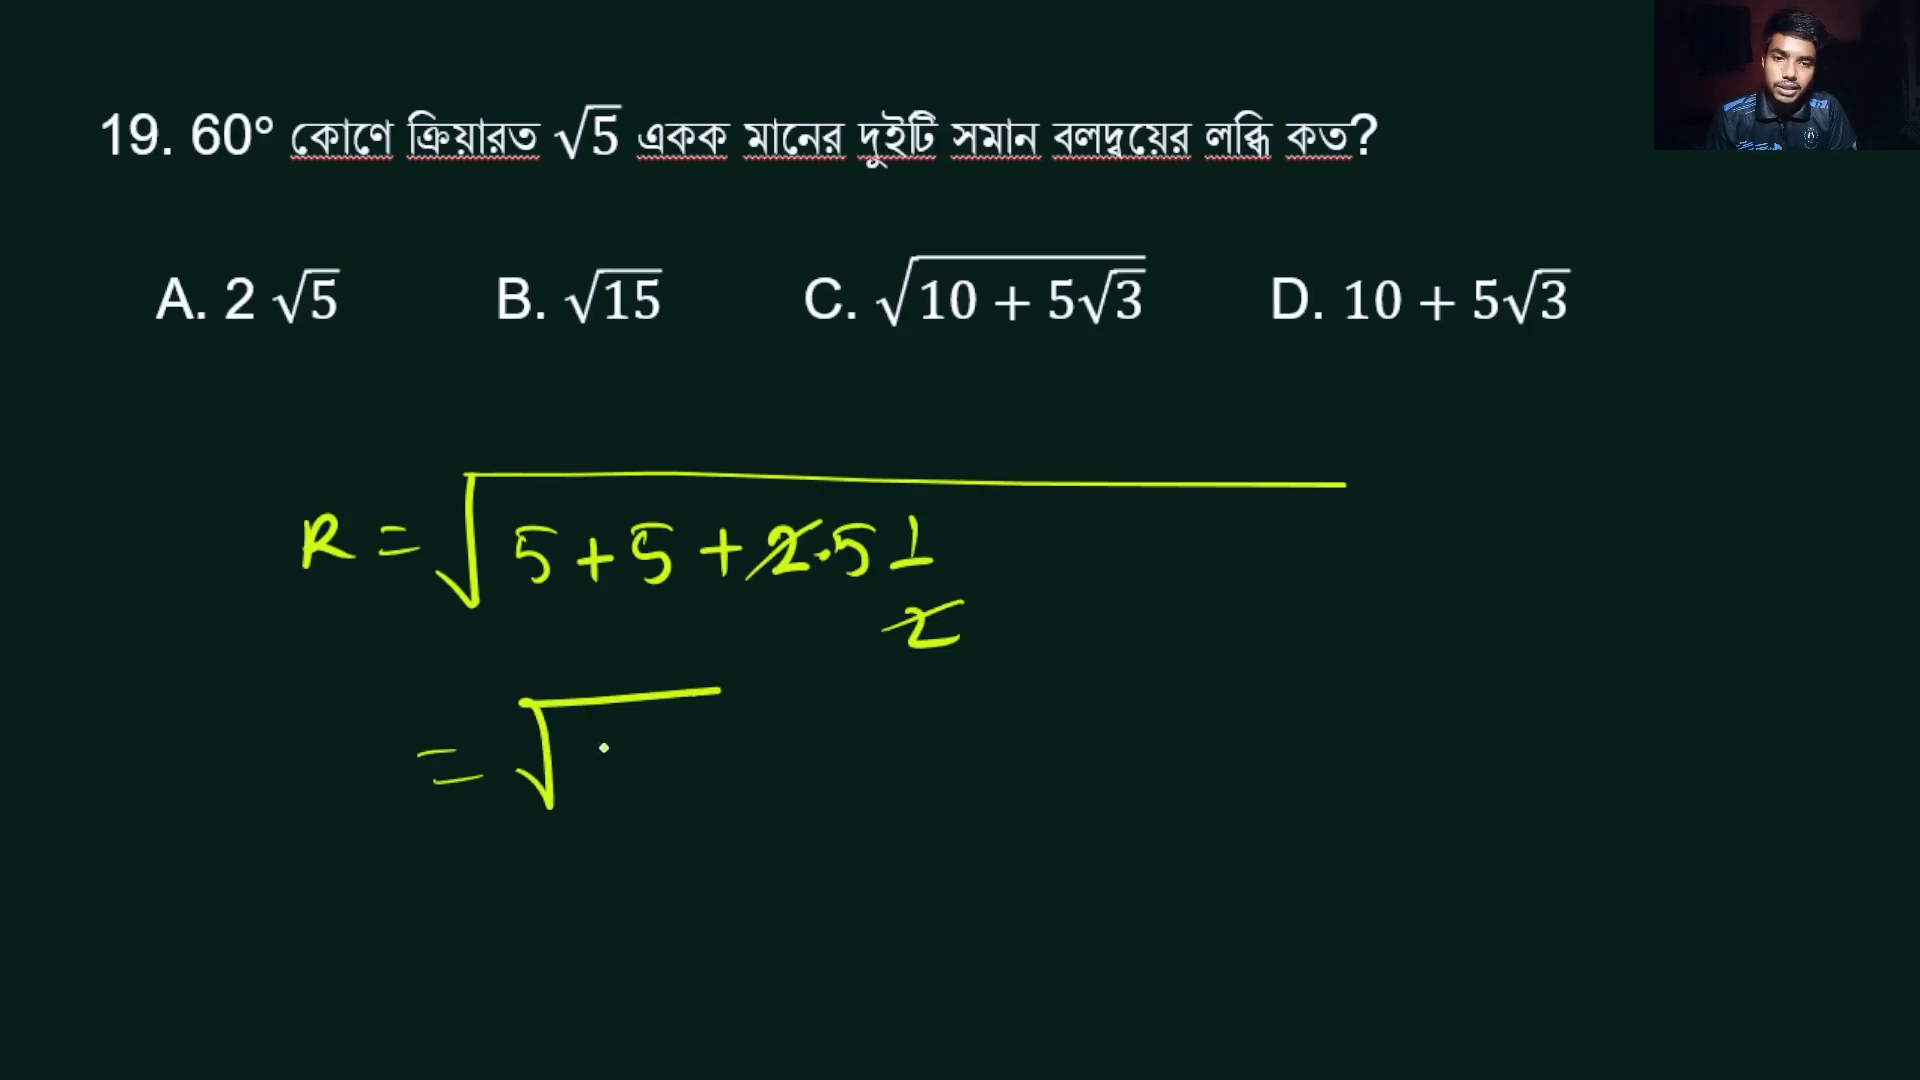 19. 60° কোণে ক্রিয়ারত √5 একক মানের দুইটি সমান বলদ্বয়ের লব্ধি কত?
A. 2 √5 B. √15 C. √(10 + 5√3) D. 10 + 5√3
R = √(5 + 5 + 2.5 1/2)
= √